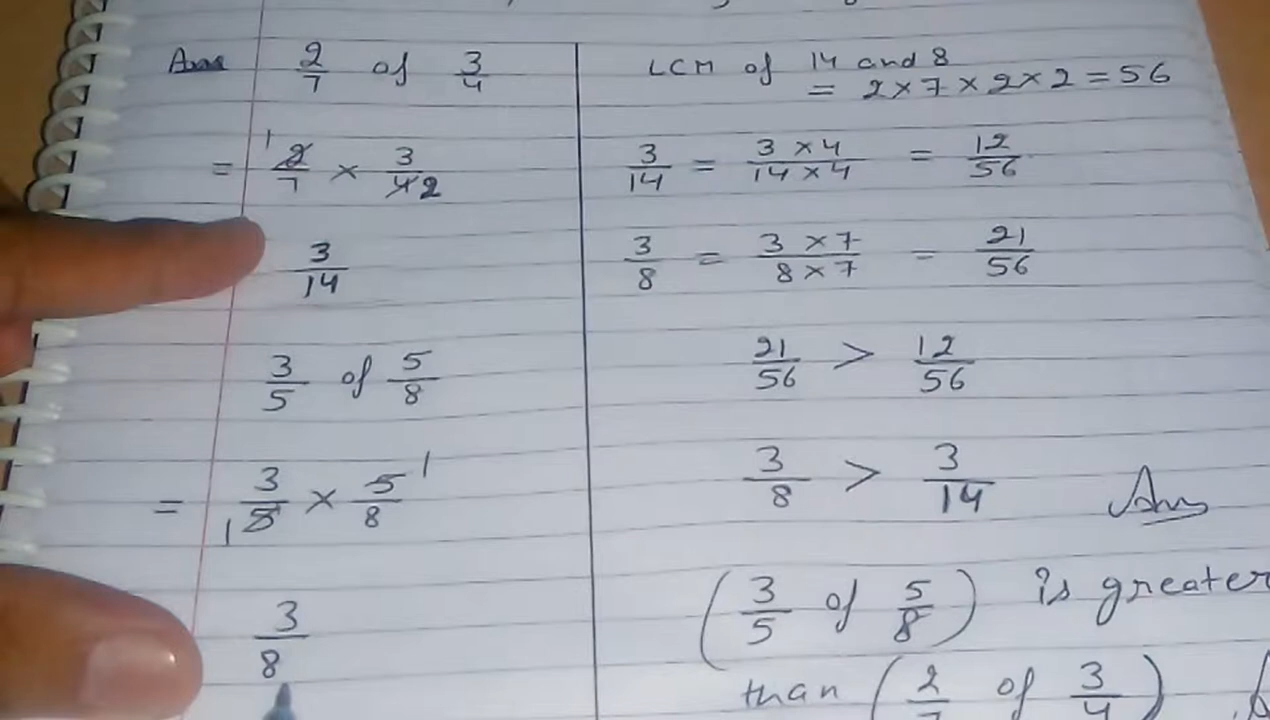 Ans 2/7 of 3/4
= 1 2/7 × 3/4 2
3/14
3/5 of 5/8
= 3/5 1 × 5/8 1
3/8
LCM of 14 and 8
= 2×7×2×2=56
3/14 = 3×4/14×4 = 12/56
3/8 = 3×7/8×7 = 21/56
21/56 > 12/56
3/8 > 3/14 Ans
(3/5 of 5/8) is greater
than (2/7 of 3/4)